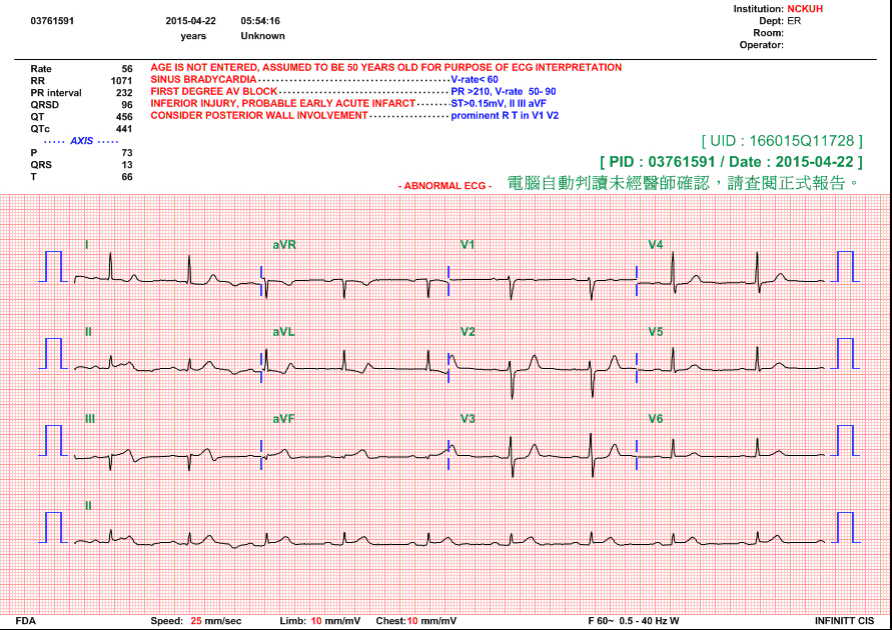 Institution: NCKUH
03761591 2015-04-22 05:54:16 Dept: ER
years Unknown Room:
Operator:
Rate 56 AGE IS NOT ENTERED, ASSUMED TO BE 50 YEARS OLD FOR PURPOSE OF ECG INTERPRETATION
RR 1071 SINUS BRADYCARDIA - - - - - - - - - - - - - - - - - - - - V-rate< 60
PR interval 232 FIRST DEGREE AV BLOCK - - - - - - - - - - - - - - - - - - - - PR >210, V-rate 50- 90
QRSD 96 INFERIOR INJURY, PROBABLE EARLY ACUTE INFARCT - - - - - - - ST>0.15mV, II III aVF
QT 456 CONSIDER POSTERIOR WALL INVOLVEMENT - - - - - - - - - - - - - - - - prominent R T in V1 V2
QTc 441
- - - - - AXIS - - - - -
[ UID : 166015Q11728 ]
P 73
QRS 13 [ PID : 03761591 / Date : 2015-04-22 ]
T 66
- ABNORMAL ECG - 電腦自動判讀未經醫師確認，請查閱正式報告。
I aVR V1 V4
II aVL V2 V5
III aVF V3 V6
II
FDA Speed: 25 mm/sec Limb: 10 mm/mV Chest:10 mm/mV F 60~ 0.5 - 40 Hz W INFINITT CIS